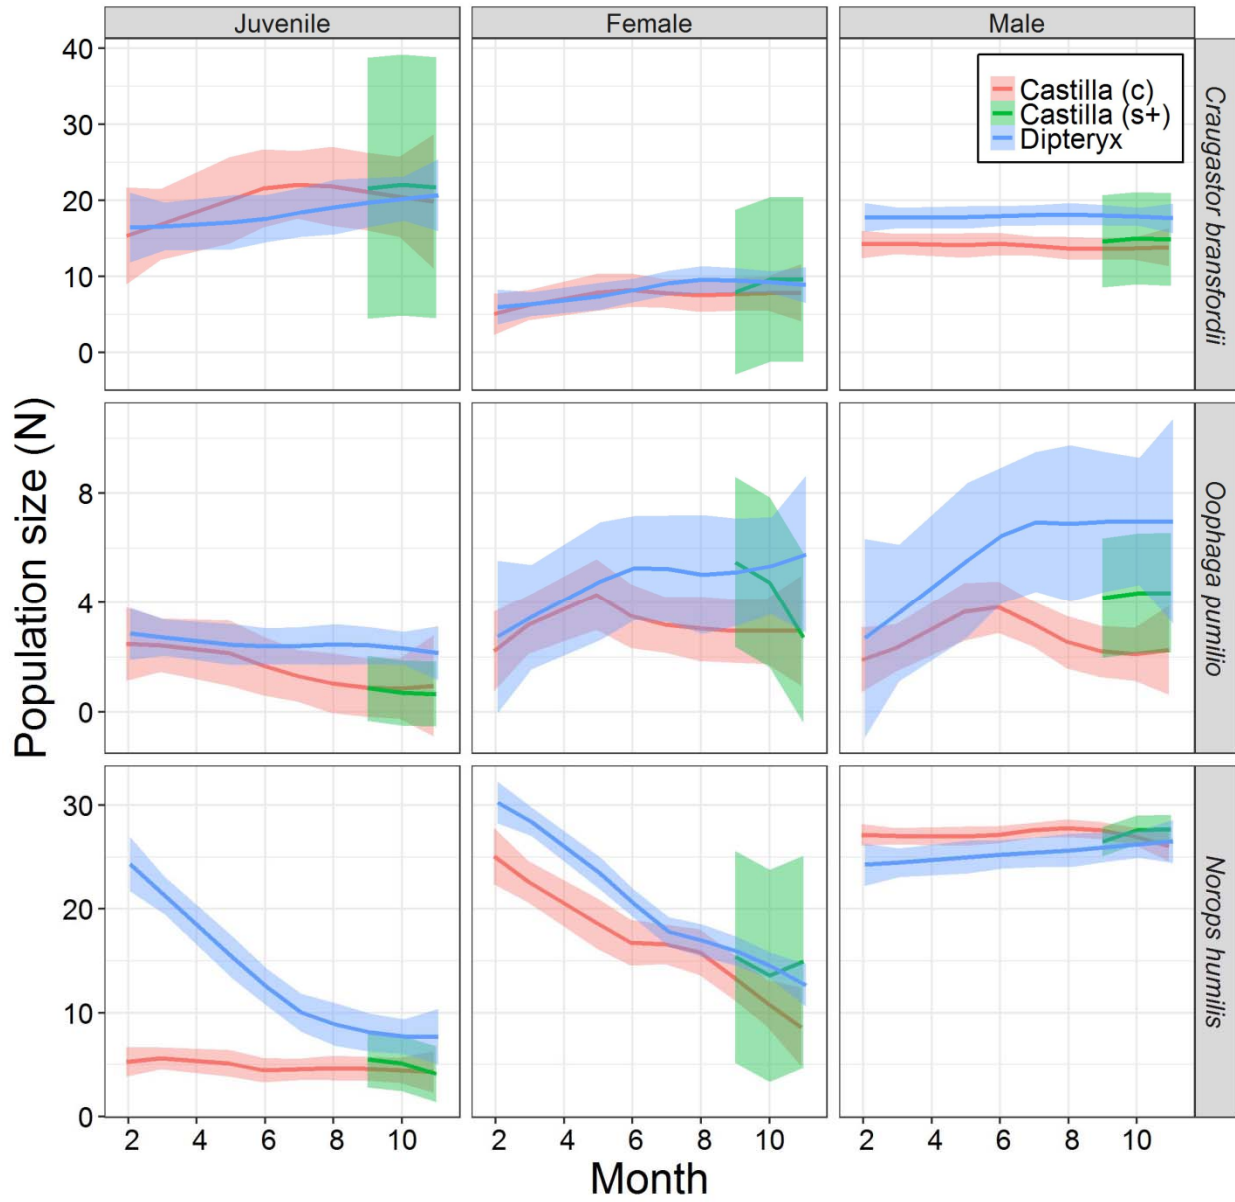 Juvenile Female Male
Population size (N)
40
30
20
10
0
Castilla (c)
Castilla (s+)
Dipteryx
Craugastor bransfordii
8
4
0
Oophaga pumilio
30
20
10
0
Norops humilis
2 4 6 8 10 2 4 6 8 10 2 4 6 8 10
Month